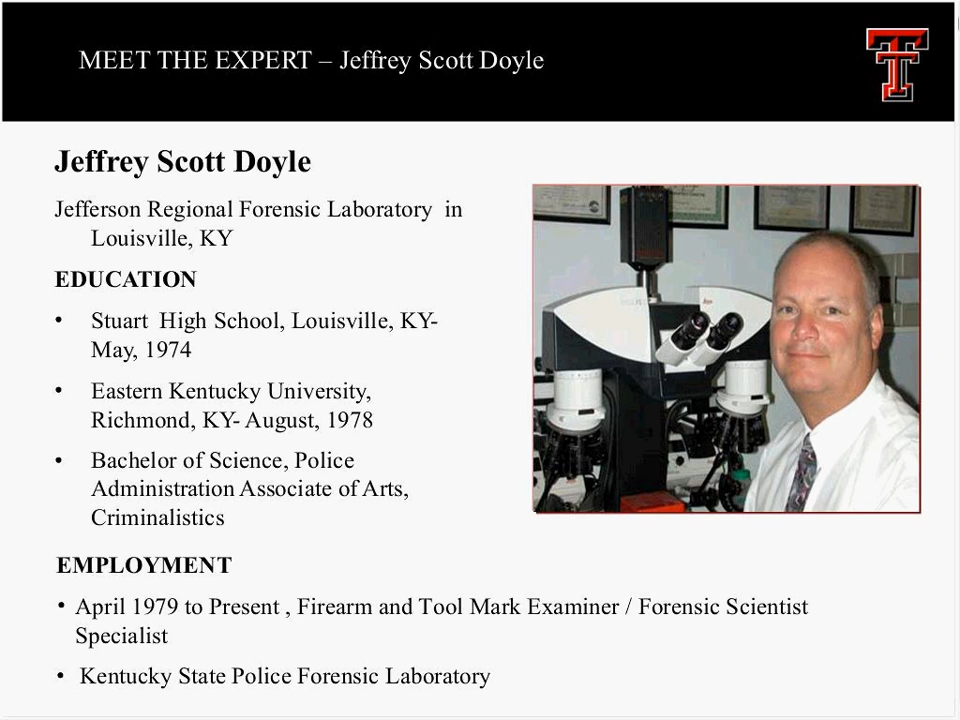 MEET THE EXPERT – Jeffrey Scott Doyle
Jeffrey Scott Doyle
Jefferson Regional Forensic Laboratory in
Louisville, KY
EDUCATION
• Stuart High School, Louisville, KY-
May, 1974
• Eastern Kentucky University,
Richmond, KY- August, 1978
• Bachelor of Science, Police
Administration Associate of Arts,
Criminalistics
EMPLOYMENT
• April 1979 to Present , Firearm and Tool Mark Examiner / Forensic Scientist
Specialist
• Kentucky State Police Forensic Laboratory